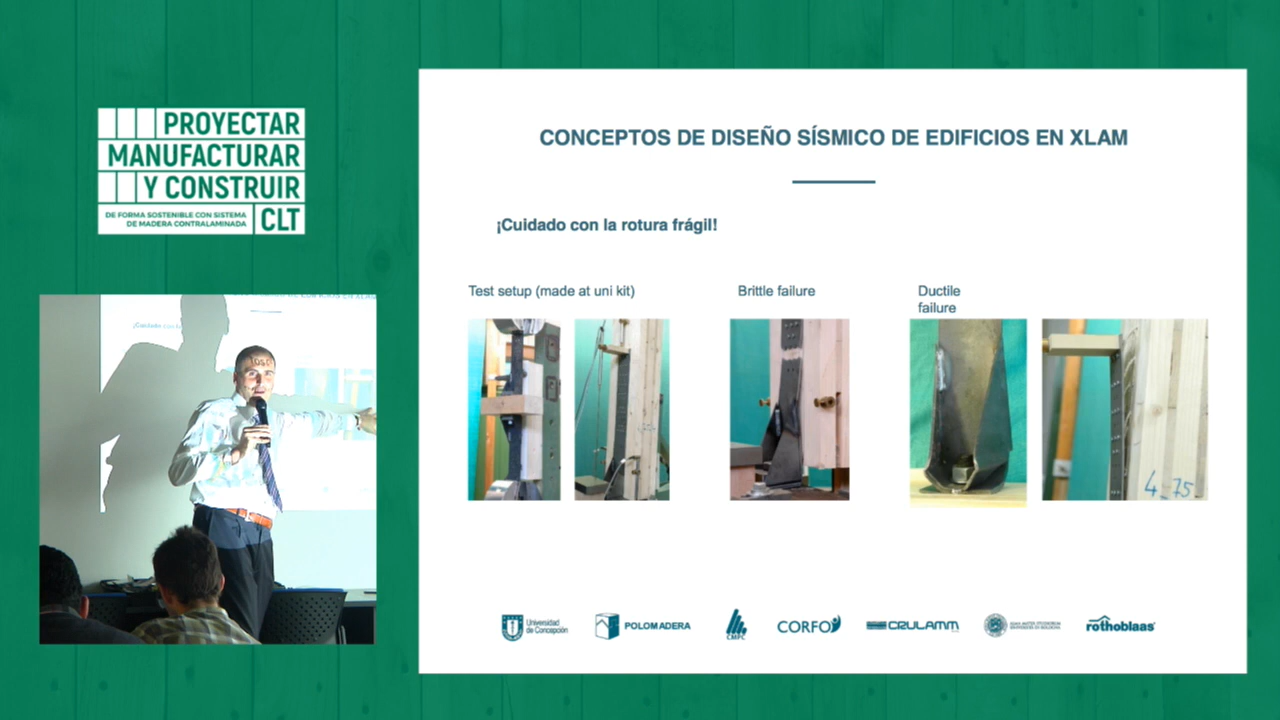 PROYECTAR
MANUFACTURAR
Y CONSTRUIR
DE FORMA SOSTENIBLE CON SISTEMA
DE MADERA CONTRALAMINADA
CLT
CONCEPTOS DE DISEÑO SÍSMICO DE EDIFICIOS EN XLAM
¡Cuidado con la rotura frágil!
Test setup (made at uni kit)
Brittle failure
Ductile
failure
4_75
Universidad
de Concepción
POLOMADERA
CMPC
CORFO
CRULAMM
rothoblaas